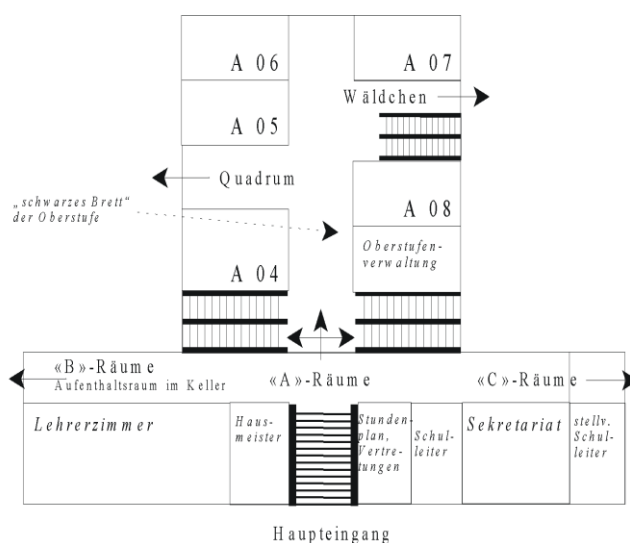 A 06
A 07
Wäldchen
A 05
Quadrum
„schwarzes Brett“
der Oberstufe
A 08
Oberstufen-
verwaltung
A 04
«B»-Räume
Aufenthaltsraum im Keller
«A»-Räume
«C»-Räume
Lehrerzimmer
Haus-
meister
Stunden-
plan,
Vertre-
tungen
Schul-
leiter
Sekretariat
stellv.
Schul-
leiter
Haupteingang